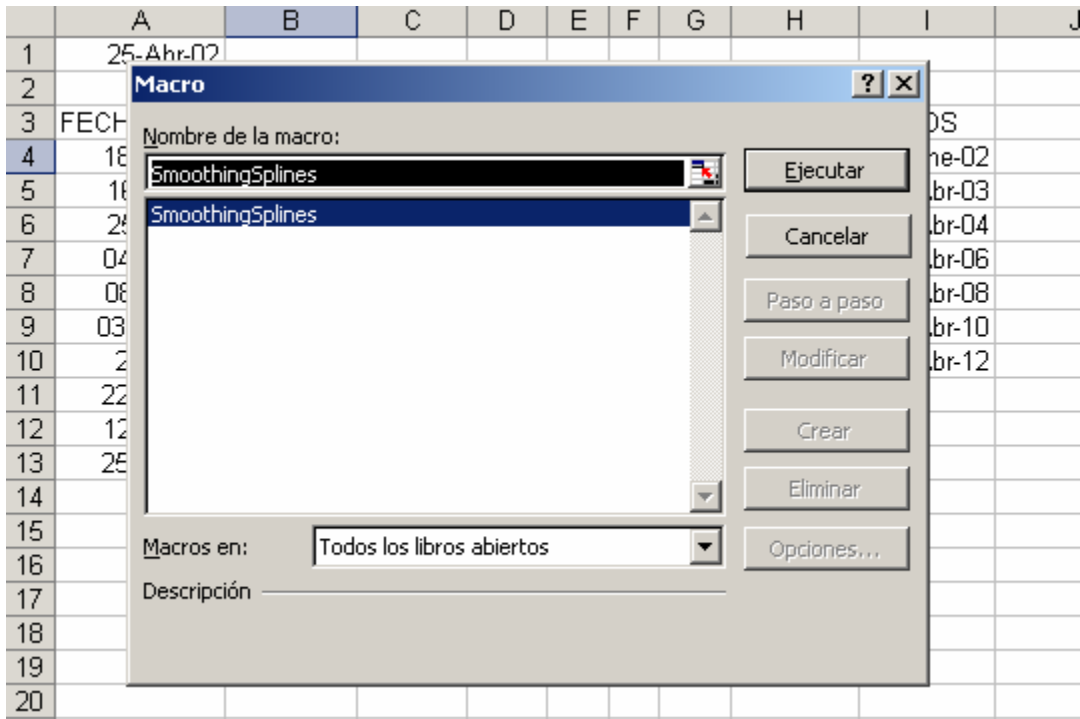 A B C D E F G H I J
1 25-Abr-02
2 Macro ?
3 FECH OS
Nombre de la macro:
4 18 ne-02
SmoothingSplines Ejecutar
5 16 br-03
SmoothingSplines
6 25 br-04
Cancelar
7 04 br-06
8 08 br-08
Paso a paso
9 03 br-10
10 2 Modificar br-12
11 22
12 12 Crear
13 25
14 Eliminar
15
Macros en: Todos los libros abiertos Opciones...
16
17 Descripción
18
19
20